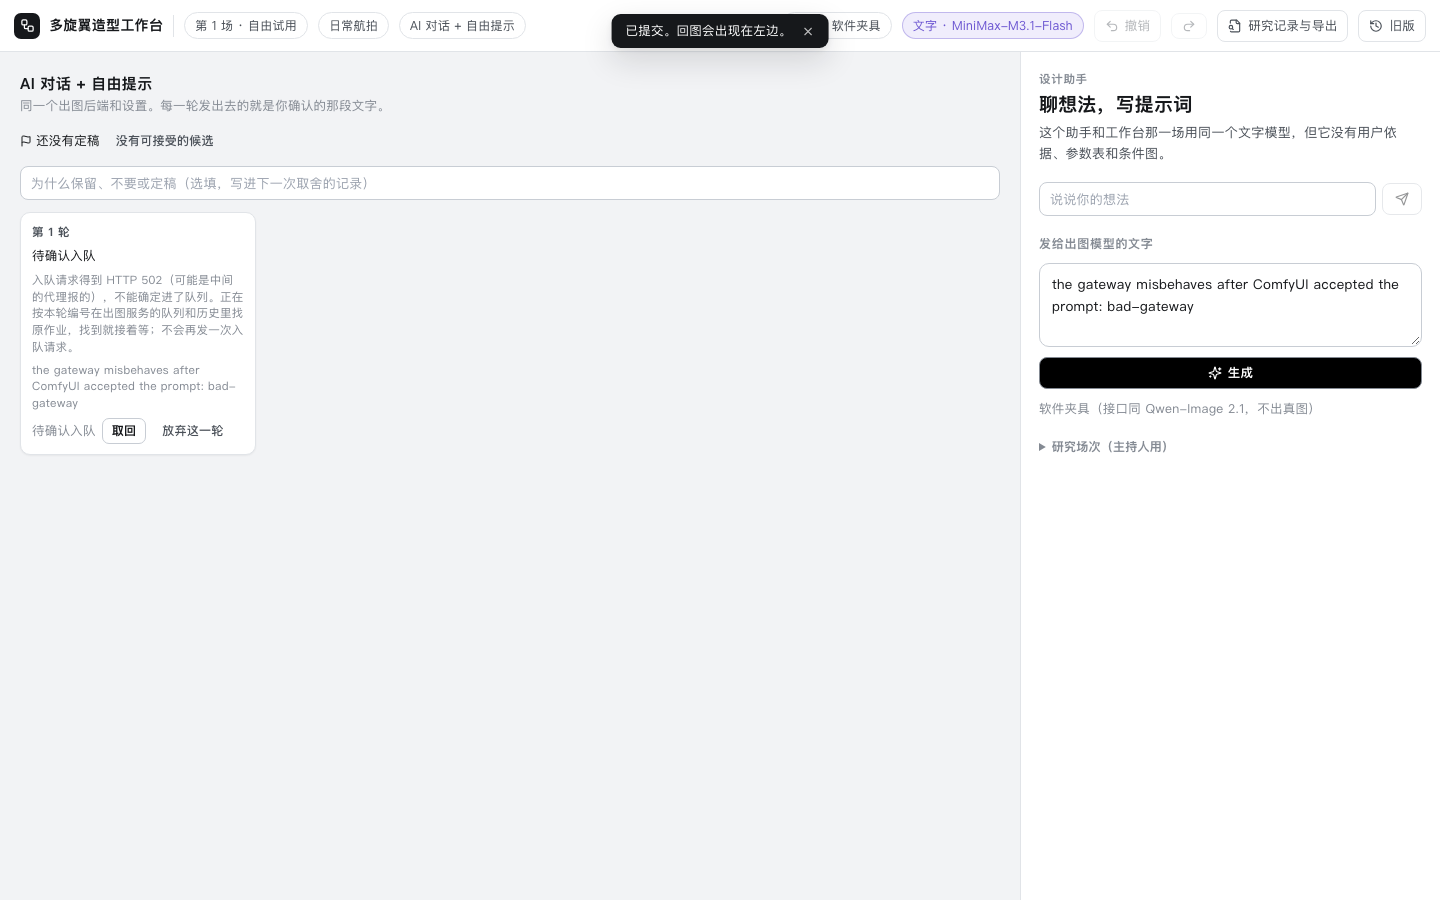 多旋翼造型工作台
第 1 场 · 自由试用
日常航拍
AI 对话 + 自由提示
已提交。回图会出现在左边。
软件夹具
文字 · MiniMax-M3.1-Flash
撤销
研究记录与导出
旧版
AI 对话 + 自由提示
同一个出图后端和设置。每一轮发出去的就是你确认的那段文字。
还没有定稿
没有可接受的候选
为什么保留、不要或定稿（选填，写进下一次取舍的记录）
第 1 轮
待确认入队
入队请求得到 HTTP 502（可能是中间
的代理报的），不能确定进了队列。正在
按本轮编号在出图服务的队列和历史里找
原作业，找到就接着等；不会再发一次入
队请求。
the gateway misbehaves after
ComfyUI accepted the prompt: bad-
gateway
待确认入队
取回
放弃这一轮
设计助手
聊想法，写提示词
这个助手和工作台那一场用同一个文字模型，但它没有用户依
据、参数表和条件图。
说说你的想法
发给出图模型的文字
the gateway misbehaves after ComfyUI accepted the
prompt: bad-gateway
生成
软件夹具（接口同 Qwen-Image 2.1，不出真图）
研究场次（主持人用）